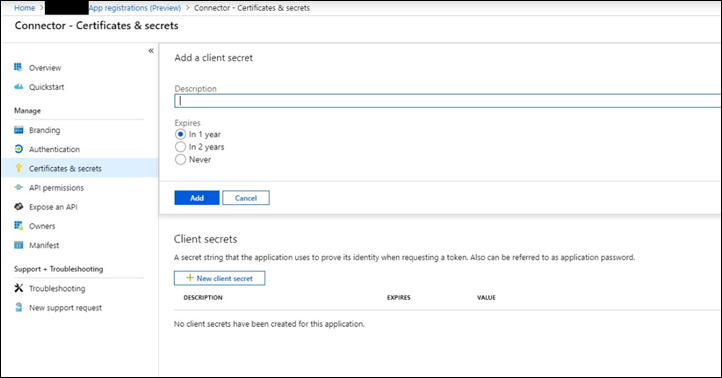 Home > App registrations (Preview) > Connector - Certificates & secrets
Connector - Certificates & secrets
«
Overview
Quickstart
Manage
Branding
Authentication
Certificates & secrets
API permissions
Expose an API
Owners
Manifest
Support + Troubleshooting
Troubleshooting
New support request
Add a client secret
Description
Expires
In 1 year
In 2 years
Never
Add Cancel
Client secrets
A secret string that the application uses to prove its identity when requesting a token. Also can be referred to as application password.
+ New client secret
DESCRIPTION EXPIRES VALUE
No client secrets have been created for this application.